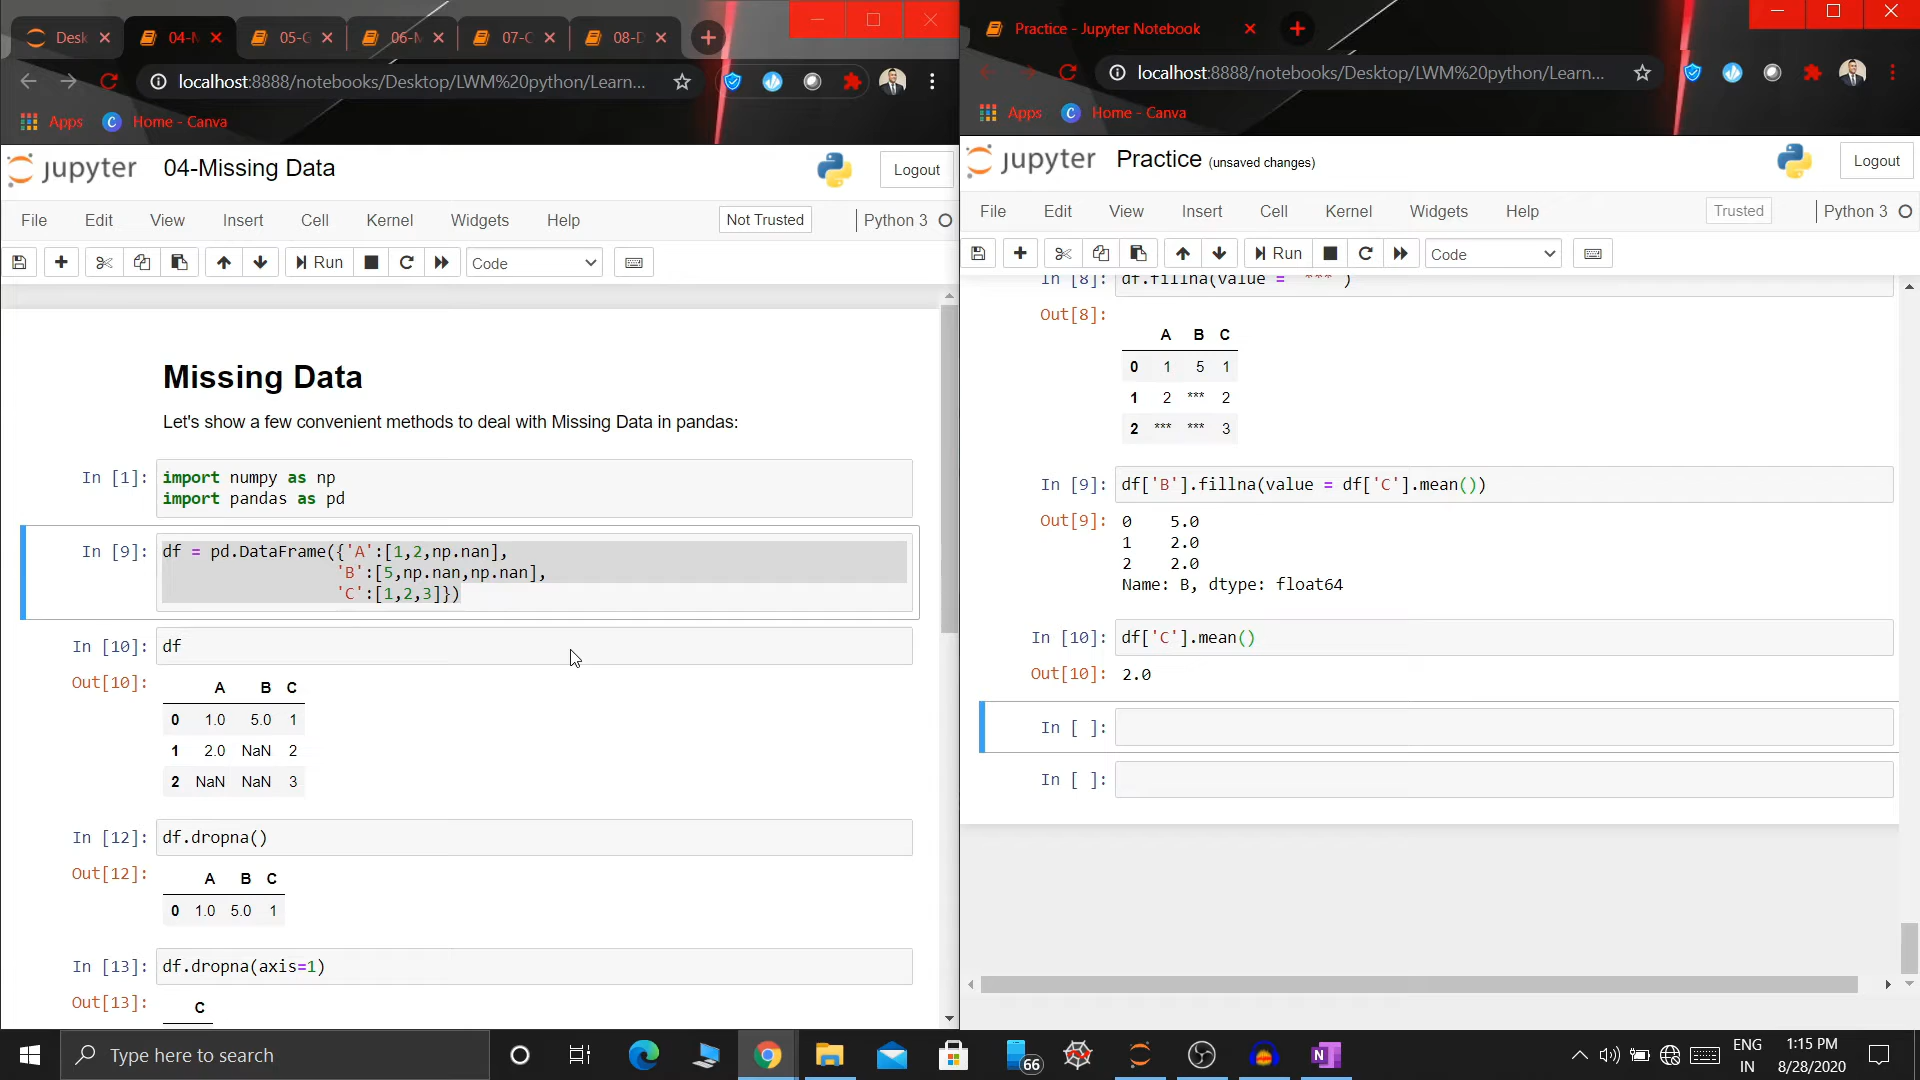 Desk
04-M
05-G
06-M
07-C
08-D
localhost:8888/notebooks/Desktop/LWM%20python/Learn...
Apps
Home - Canva
jupyter
04-Missing Data
Logout
File Edit View Insert Cell Kernel Widgets Help
Not Trusted
Python 3
Run
Code
Missing Data
Let's show a few convenient methods to deal with Missing Data in pandas:
In [1]:
import numpy as np
import pandas as pd
In [9]:
df = pd.DataFrame({'A':[1,2,np.nan],
'B':[5,np.nan,np.nan],
'C':[1,2,3]})
In [10]:
df
Out[10]:
A B C
0 1.0 5.0 1
1 2.0 NaN 2
2 NaN NaN 3
In [12]:
df.dropna()
Out[12]:
A B C
0 1.0 5.0 1
In [13]:
df.dropna(axis=1)
Out[13]:
C
Practice - Jupyter Notebook
localhost:8888/notebooks/Desktop/LWM%20python/Learn...
Apps
Home - Canva
jupyter
Practice (unsaved changes)
Logout
File Edit View Insert Cell Kernel Widgets Help
Trusted
Python 3
Run
Code
In [8]:
df.fillna(value = '***')
Out[8]:
A B C
0 1 5 1
1 2 *** 2
2 *** *** 3
In [9]:
df['B'].fillna(value = df['C'].mean())
Out[9]:
0 5.0
1 2.0
2 2.0
Name: B, dtype: float64
In [10]:
df['C'].mean()
Out[10]:
2.0
In [ ]:
In [ ]:
Type here to search
66
ENG
IN
1:15 PM
8/28/2020